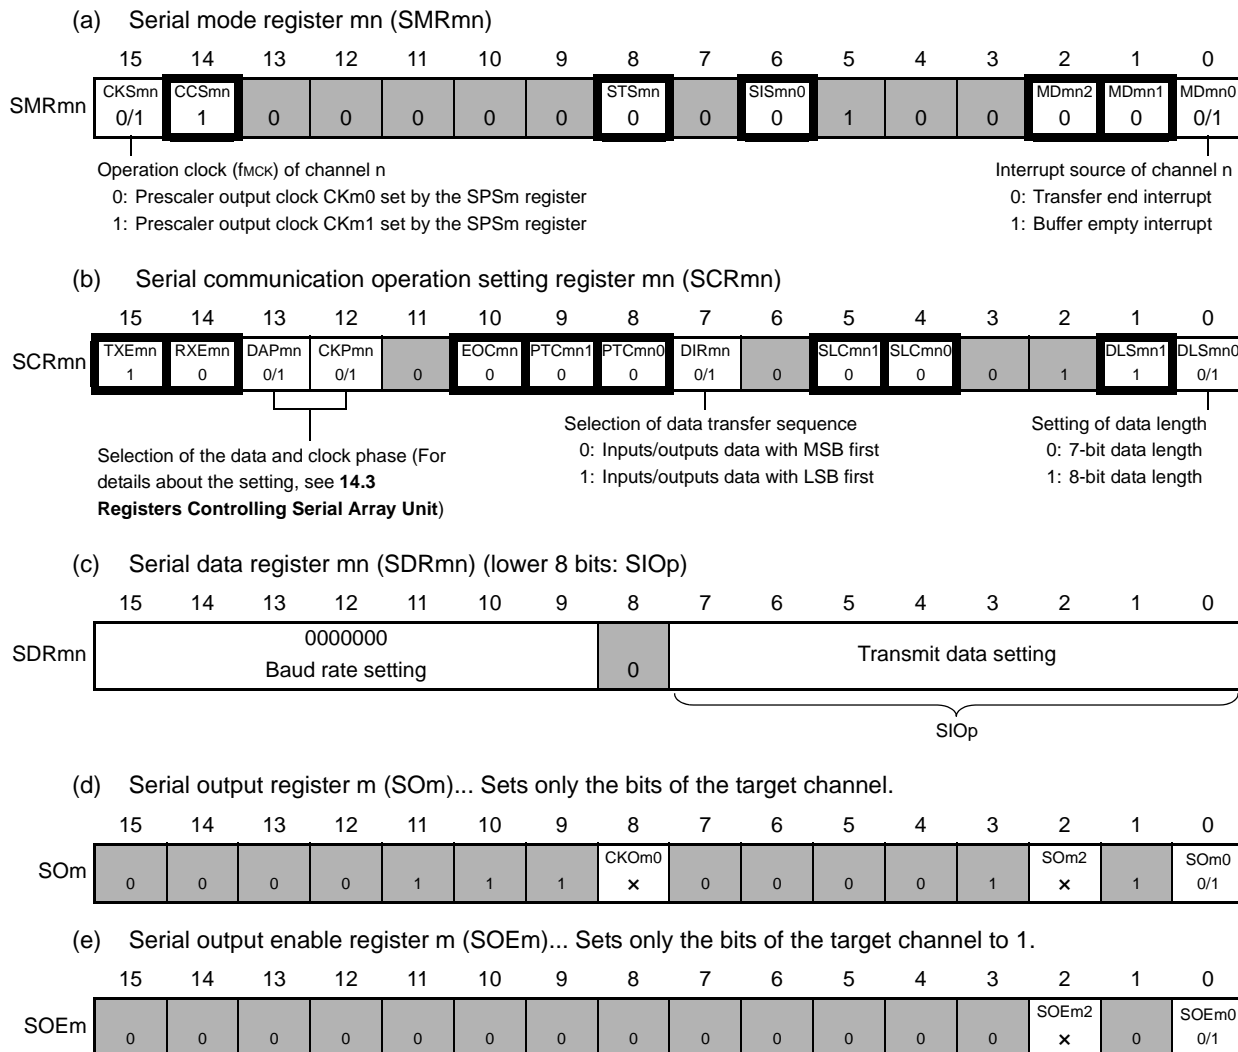 (a) Serial mode register mn (SMRmn)
15 14 13 12 11 10 9 8 7 6 5 4 3 2 1 0
CKSmn CCSmn STSmn SISmn0 MDmn2 MDmn1 MDmn0
SMRmn 0/1 1 0 0 0 0 0 0 0 0 1 0 0 0 0 0/1
Operation clock (fMCK) of channel n
0: Prescaler output clock CKm0 set by the SPSm register
1: Prescaler output clock CKm1 set by the SPSm register
Interrupt source of channel n
0: Transfer end interrupt
1: Buffer empty interrupt
(b) Serial communication operation setting register mn (SCRmn)
15 14 13 12 11 10 9 8 7 6 5 4 3 2 1 0
TXEmn RXEmn DAPmn CKPmn EOCmn PTCmn1 PTCmn0 DIRmn SLCmn1 SLCmn0 DLSmn1 DLSmn0
SCRmn 1 0 0/1 0/1 0 0 0 0 0/1 0 0 0 0 1 1 0/1
Selection of the data and clock phase (For
details about the setting, see 14.3
Registers Controlling Serial Array Unit)
Selection of data transfer sequence
0: Inputs/outputs data with MSB first
1: Inputs/outputs data with LSB first
Setting of data length
0: 7-bit data length
1: 8-bit data length
(c) Serial data register mn (SDRmn) (lower 8 bits: SIOp)
15 14 13 12 11 10 9 8 7 6 5 4 3 2 1 0
SDRmn
0000000
Baud rate setting
0
Transmit data setting
SIOp
(d) Serial output register m (SOm)... Sets only the bits of the target channel.
15 14 13 12 11 10 9 8 7 6 5 4 3 2 1 0
CKOm0 SOm2 SOm0
SOm 0 0 0 0 1 1 1 × 0 0 0 0 1 × 1 0/1
(e) Serial output enable register m (SOEm)... Sets only the bits of the target channel to 1.
15 14 13 12 11 10 9 8 7 6 5 4 3 2 1 0
SOEm2 SOEm0
SOEm 0 0 0 0 0 0 0 0 0 0 0 0 0 × 0 0/1